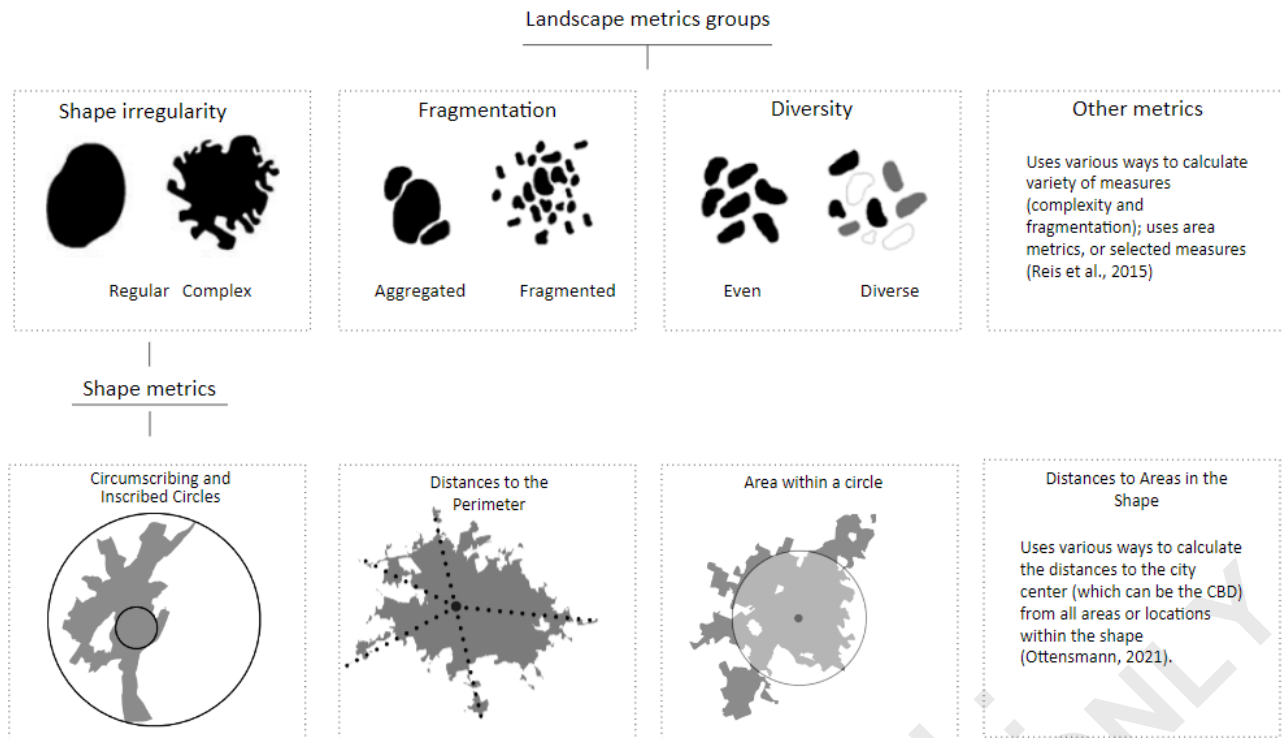 Landscape metrics groups
Shape irregularity
Regular Complex
Fragmentation
Aggregated Fragmented
Diversity
Even Diverse
Other metrics
Uses various ways to calculate
variety of measures
(complexity and
fragmentation); uses area
metrics, or selected measures
(Reis et al., 2015)
Shape metrics
Circumscribing and
Inscribed Circles
Distances to the
Perimeter
Area within a circle
Distances to Areas in the
Shape
Uses various ways to calculate
the distances to the city
center (which can be the CBD)
from all areas or locations
within the shape
(Ottensmann, 2021).
ONLY